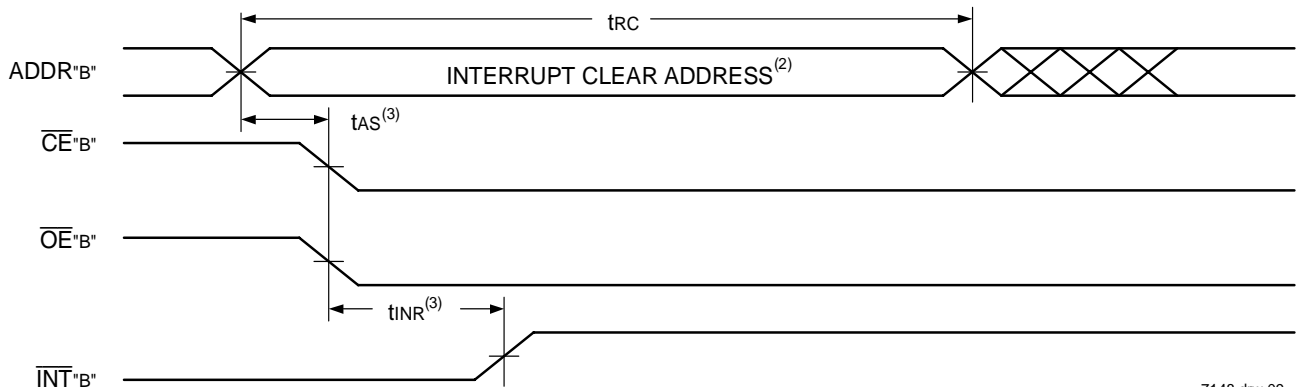 tRC
ADDR"B"
INTERRUPT CLEAR ADDRESS(2)
tAS(3)
CE"B"
OE"B"
tINR(3)
INT"B"